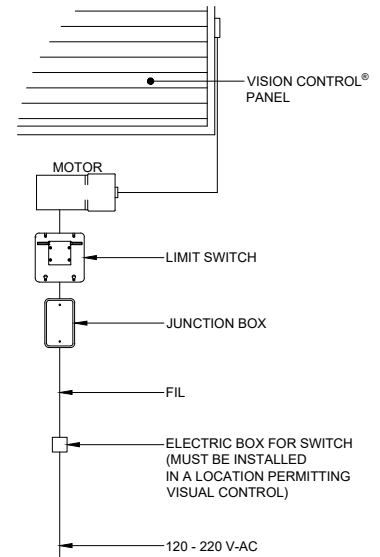 VISION CONTROL®
PANEL
MOTOR
LIMIT SWITCH
JUNCTION BOX
FIL
ELECTRIC BOX FOR SWITCH
(MUST BE INSTALLED
IN A LOCATION PERMITTING
VISUAL CONTROL)
120 - 220 V-AC